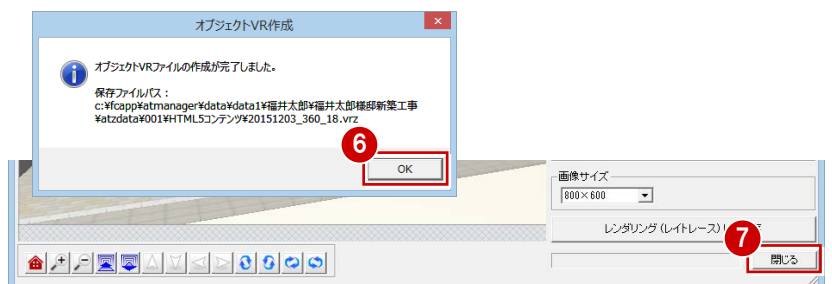 オブジェクトVR作成
×
オブジェクトVRファイルの作成が完了しました。
保存ファイルパス：
c:¥fcapp¥atmanager¥data¥data1¥福井太郎¥福井太郎様邸新築工事
¥atzdata¥001¥HTML5コンテンツ¥20151203_360_18.vrz
6
OK
画像サイズ
800×600
レンダリング（レイトレース）
7
閉じる